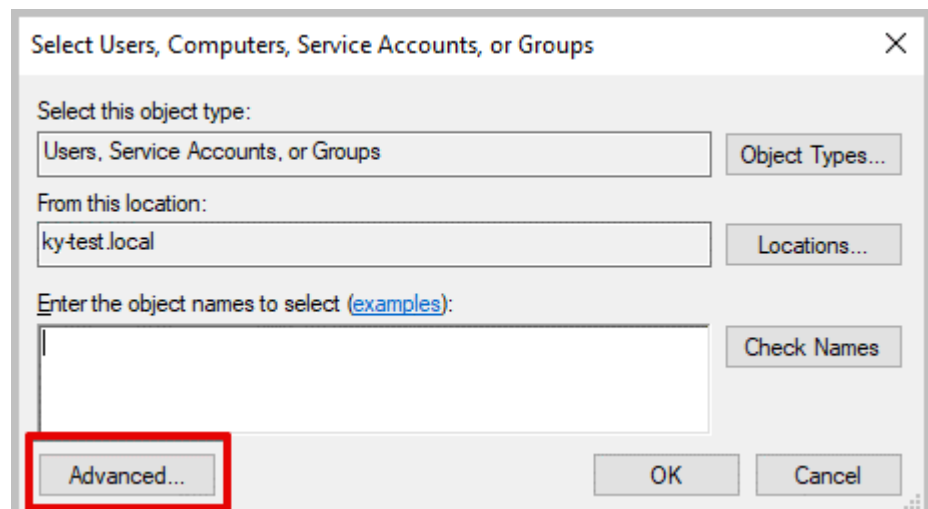 Select Users, Computers, Service Accounts, or Groups
Select this object type:
Users, Service Accounts, or Groups
Object Types...
From this location:
ky-test.local
Locations...
Enter the object names to select (examples):
Check Names
Advanced...
OK
Cancel